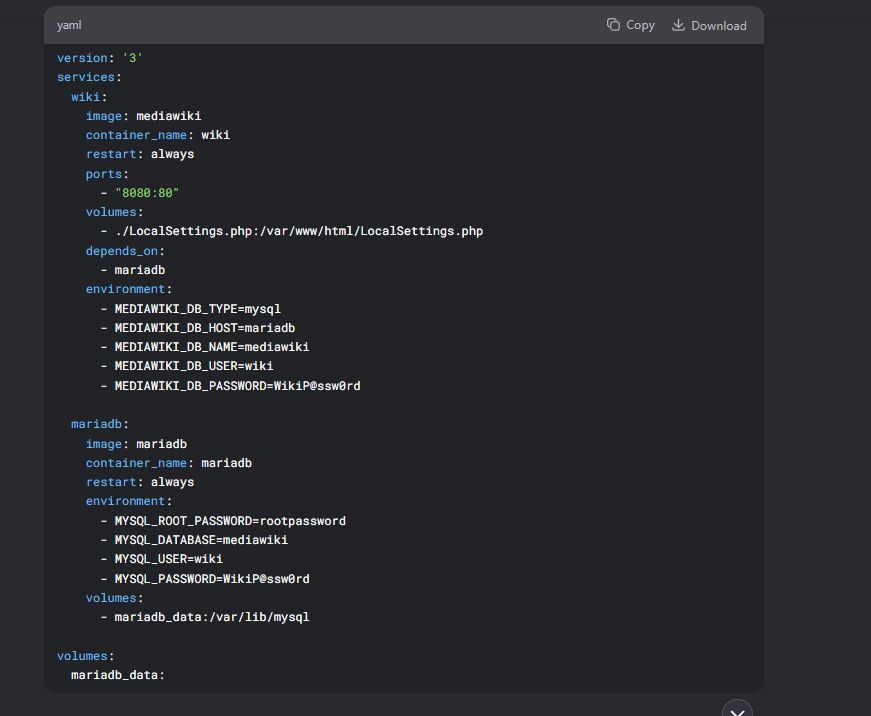 yaml
Copy
Download
version: '3'
services:
  wiki:
    image: mediawiki
    container_name: wiki
    restart: always
    ports:
      - "8080:80"
    volumes:
      - ./LocalSettings.php:/var/www/html/LocalSettings.php
    depends_on:
      - mariadb
    environment:
      - MEDIAWIKI_DB_TYPE=mysql
      - MEDIAWIKI_DB_HOST=mariadb
      - MEDIAWIKI_DB_NAME=mediawiki
      - MEDIAWIKI_DB_USER=wiki
      - MEDIAWIKI_DB_PASSWORD=WikiP@ssw0rd

  mariadb:
    image: mariadb
    container_name: mariadb
    restart: always
    environment:
      - MYSQL_ROOT_PASSWORD=rootpassword
      - MYSQL_DATABASE=mediawiki
      - MYSQL_USER=wiki
      - MYSQL_PASSWORD=WikiP@ssw0rd
    volumes:
      - mariadb_data:/var/lib/mysql

volumes:
  mariadb_data: